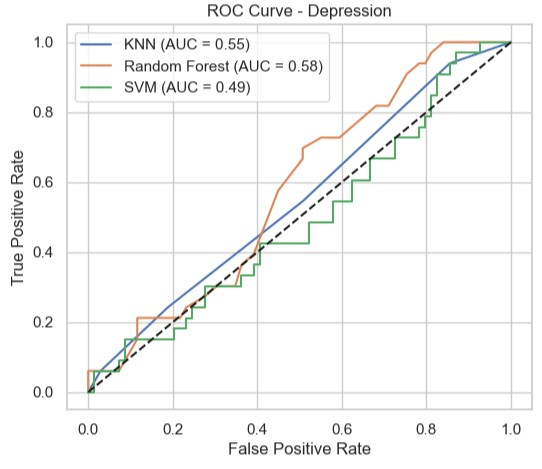 ROC Curve - Depression
KNN (AUC = 0.55)
Random Forest (AUC = 0.58)
SVM (AUC = 0.49)
True Positive Rate
1.0
0.8
0.6
0.4
0.2
0.0
0.0 0.2 0.4 0.6 0.8 1.0
False Positive Rate